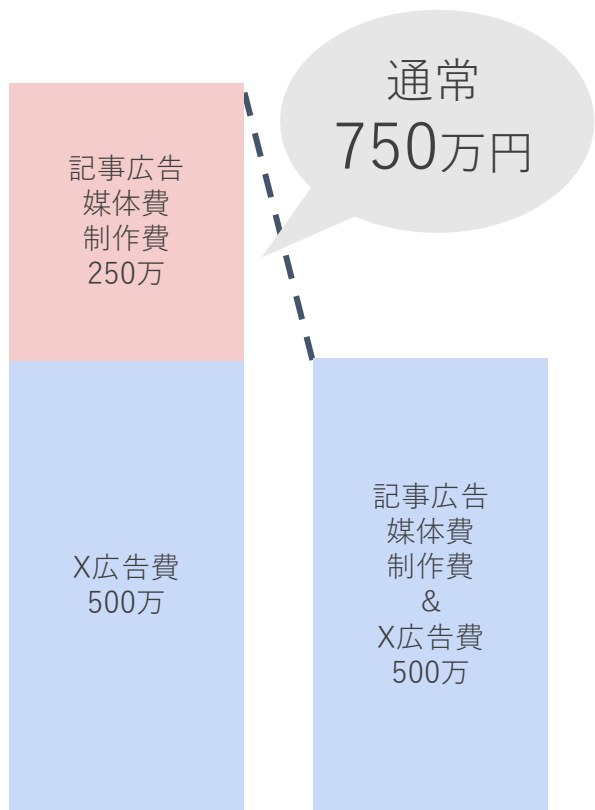 通常
750万円
記事広告
媒体費
制作費
250万
X広告費
500万
記事広告
媒体費
制作費
&
X広告費
500万